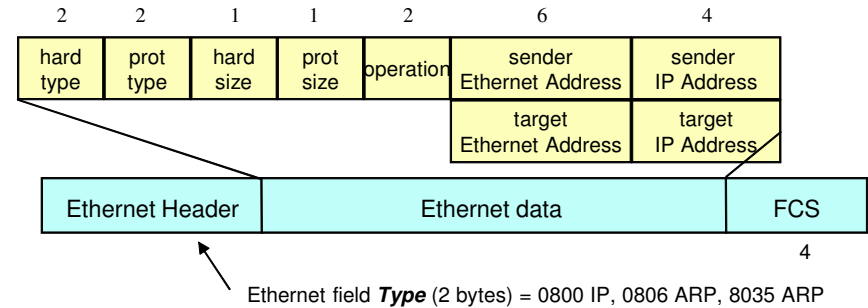 2 2 1 1 2 6 4
hard type
prot type
hard size
prot size
operation
sender Ethernet Address
sender IP Address
target Ethernet Address
target IP Address
Ethernet Header
Ethernet data
FCS
4
Ethernet field Type (2 bytes) = 0800 IP, 0806 ARP, 8035 ARP